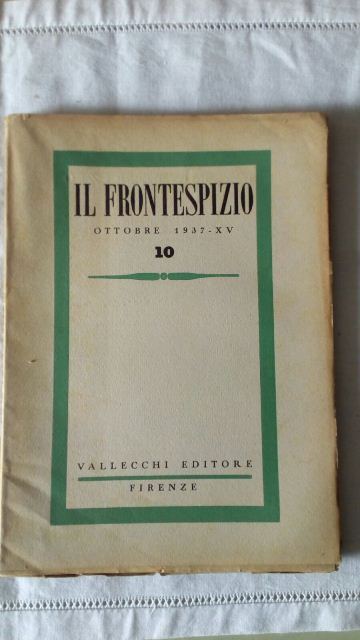 IL FRONTESPIZIO
OTTOBRE 1937-XV
10
VALLECCHI EDITORE
FIRENZE